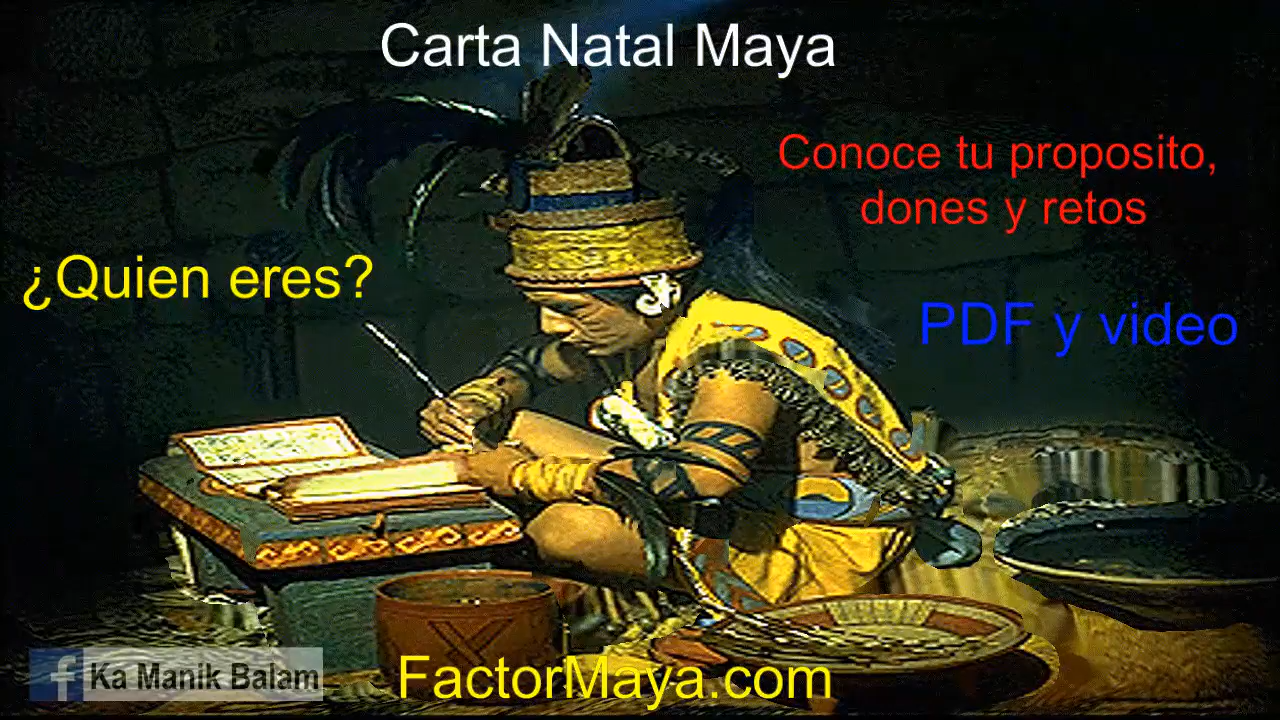 Carta Natal Maya
Conoce tu proposito,
dones y retos
¿Quien eres?
PDF y video
f Ka Manik Balam
FactorMaya.com